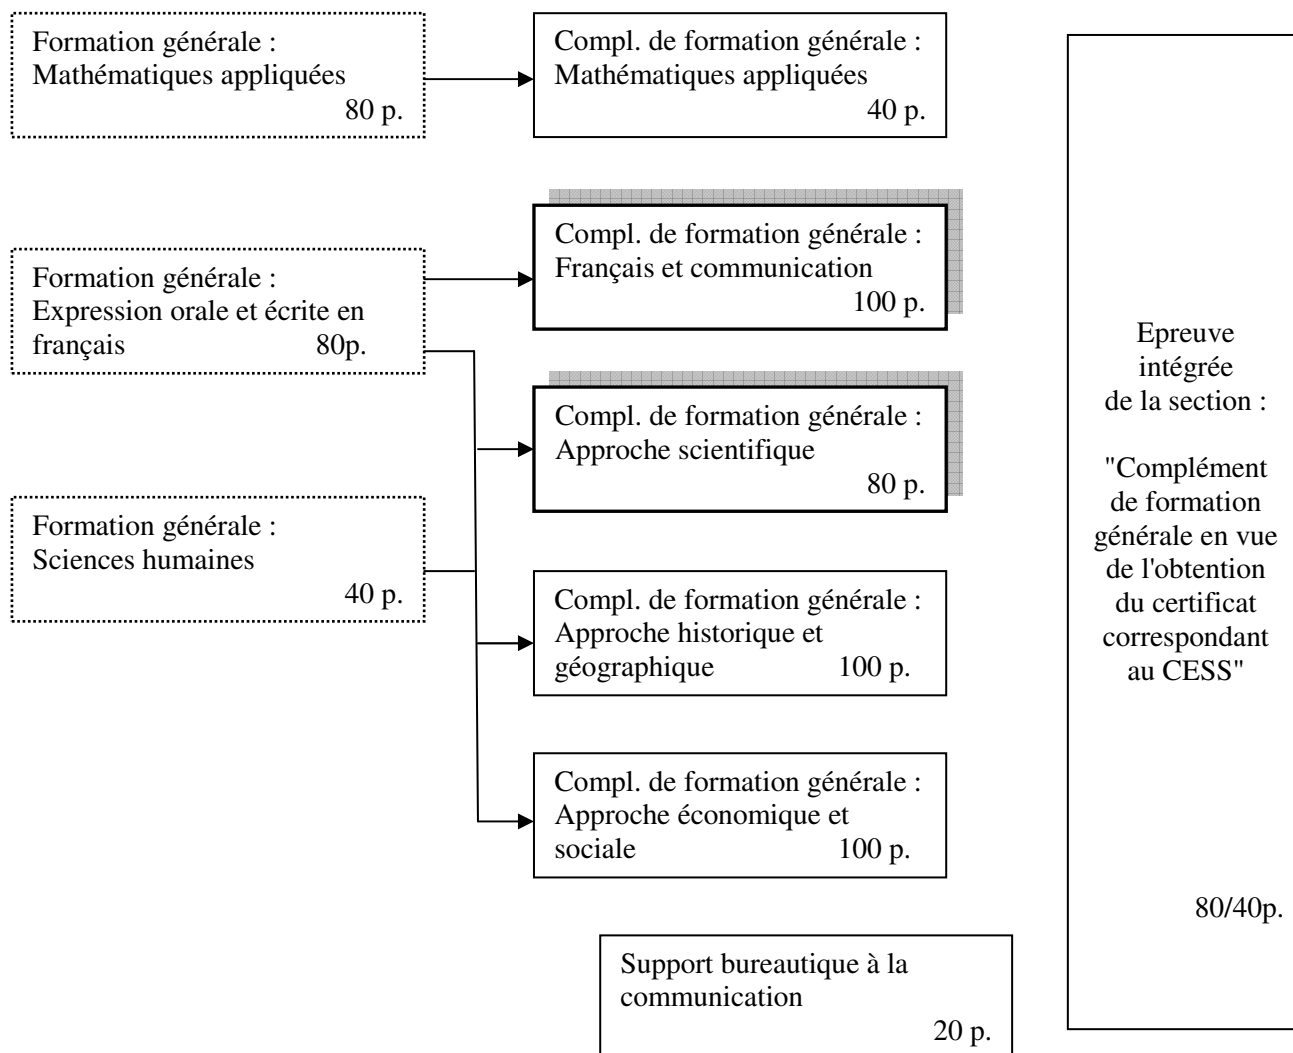 Formation générale :
Mathématiques appliquées
80 p.
Compl. de formation générale :
Mathématiques appliquées
40 p.
Formation générale :
Expression orale et écrite en
français 80p.
Compl. de formation générale :
Français et communication
100 p.
Compl. de formation générale :
Approche scientifique
80 p.
Formation générale :
Sciences humaines
40 p.
Compl. de formation générale :
Approche historique et
géographique 100 p.
Compl. de formation générale :
Approche économique et
sociale 100 p.
Support bureautique à la
communication
20 p.
Epreuve
intégrée
de la section :
"Complément
de formation
générale en vue
de l'obtention
du certificat
correspondant
au CESS"
80/40p.